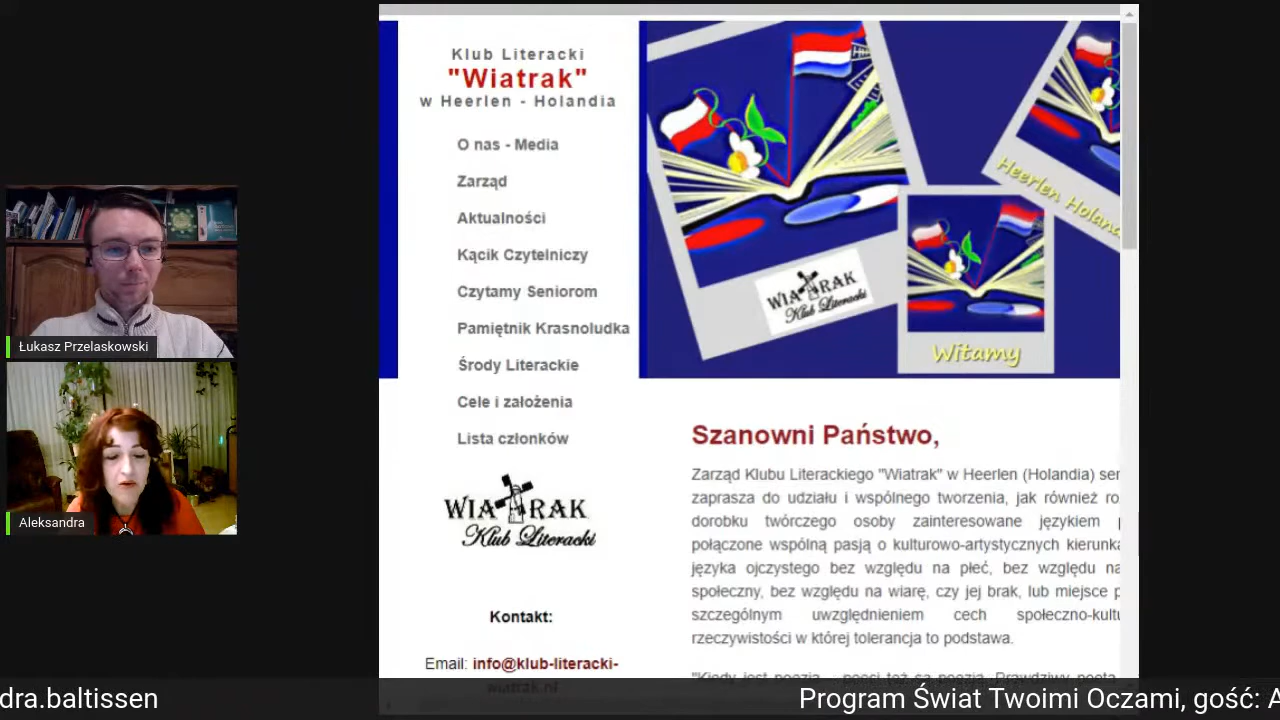 Klub Literacki
"Wiatrak"
w Heerlen - Holandia
O nas - Media
Zarząd
Aktualności
Kącik Czytelniczy
Czytamy Seniorom
Pamiętnik Krasnoludka
Środy Literackie
Cele i założenia
Lista członków
WIATRAK
Klub Literacki
Kontakt:
Email: info@klub-literacki-
wiatrak.nl
WIATRAK
Klub Literacki
Heerlen Holand
Witamy
Szanowni Państwo,
Zarząd Klubu Literackiego "Wiatrak" w Heerlen (Holandia) ser
zaprasza do udziału i wspólnego tworzenia, jak również ro
dorobku twórczego osoby zainteresowane językiem
połączone wspólną pasją o kulturowo-artystycznych kierunka
języka ojczystego bez względu na płeć, bez względu na
społeczny, bez względu na wiarę, czy jej brak, lub miejsce p
szczególnym uwzględnieniem cech społeczno-kultu
rzeczywistości w której tolerancja to podstawa.
Łukasz Przelaskowski
Aleksandra
dra.baltissen
Program Świat Twoimi Oczami, gość: A